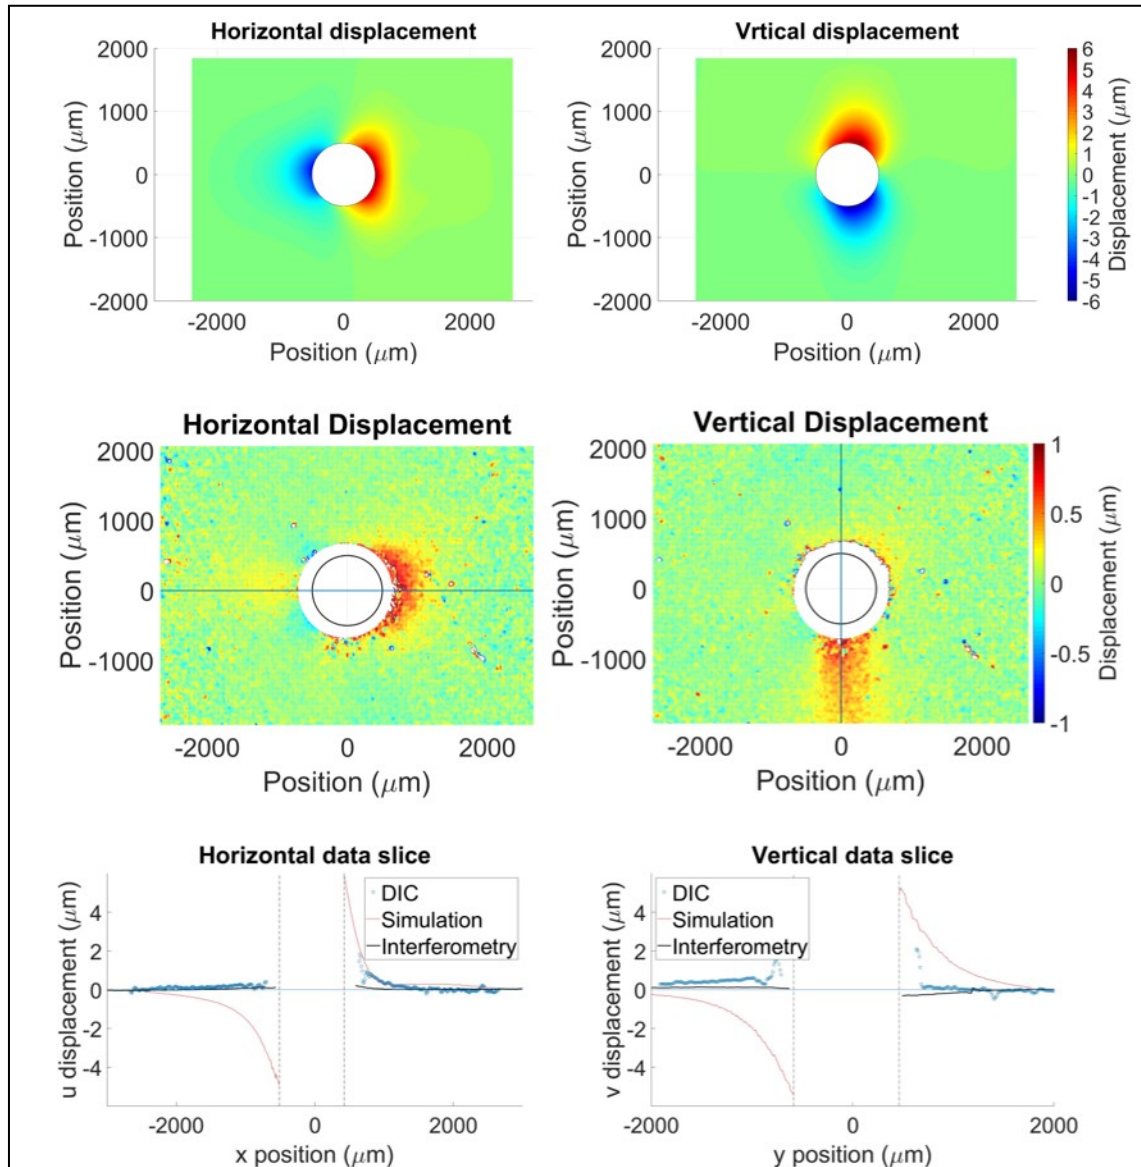 Horizontal displacement
Vrtical displacement
2000
1000
0
-1000
-2000
Position (μm)
-2000
0
2000
Position (μm)
2000
1000
0
-1000
-2000
Position (μm)
-2000
0
2000
Position (μm)
6
5
4
3
2
1
0
-1
-2
-3
-4
-5
-6
Displacement (μm)
Horizontal Displacement
Vertical Displacement
2000
1000
0
-1000
Position (μm)
-2000
0
2000
Position (μm)
2000
1000
0
-1000
Position (μm)
-2000
0
2000
Position (μm)
1
0.5
0
-0.5
-1
Displacement (μm)
Horizontal data slice
Vertical data slice
4
2
0
-2
-4
u displacement (μm)
DIC
Simulation
Interferometry
-2000
0
2000
x position (μm)
4
2
0
-2
-4
v displacement (μm)
DIC
Simulation
Interferometry
-2000
-1000
0
1000
2000
y position (μm)